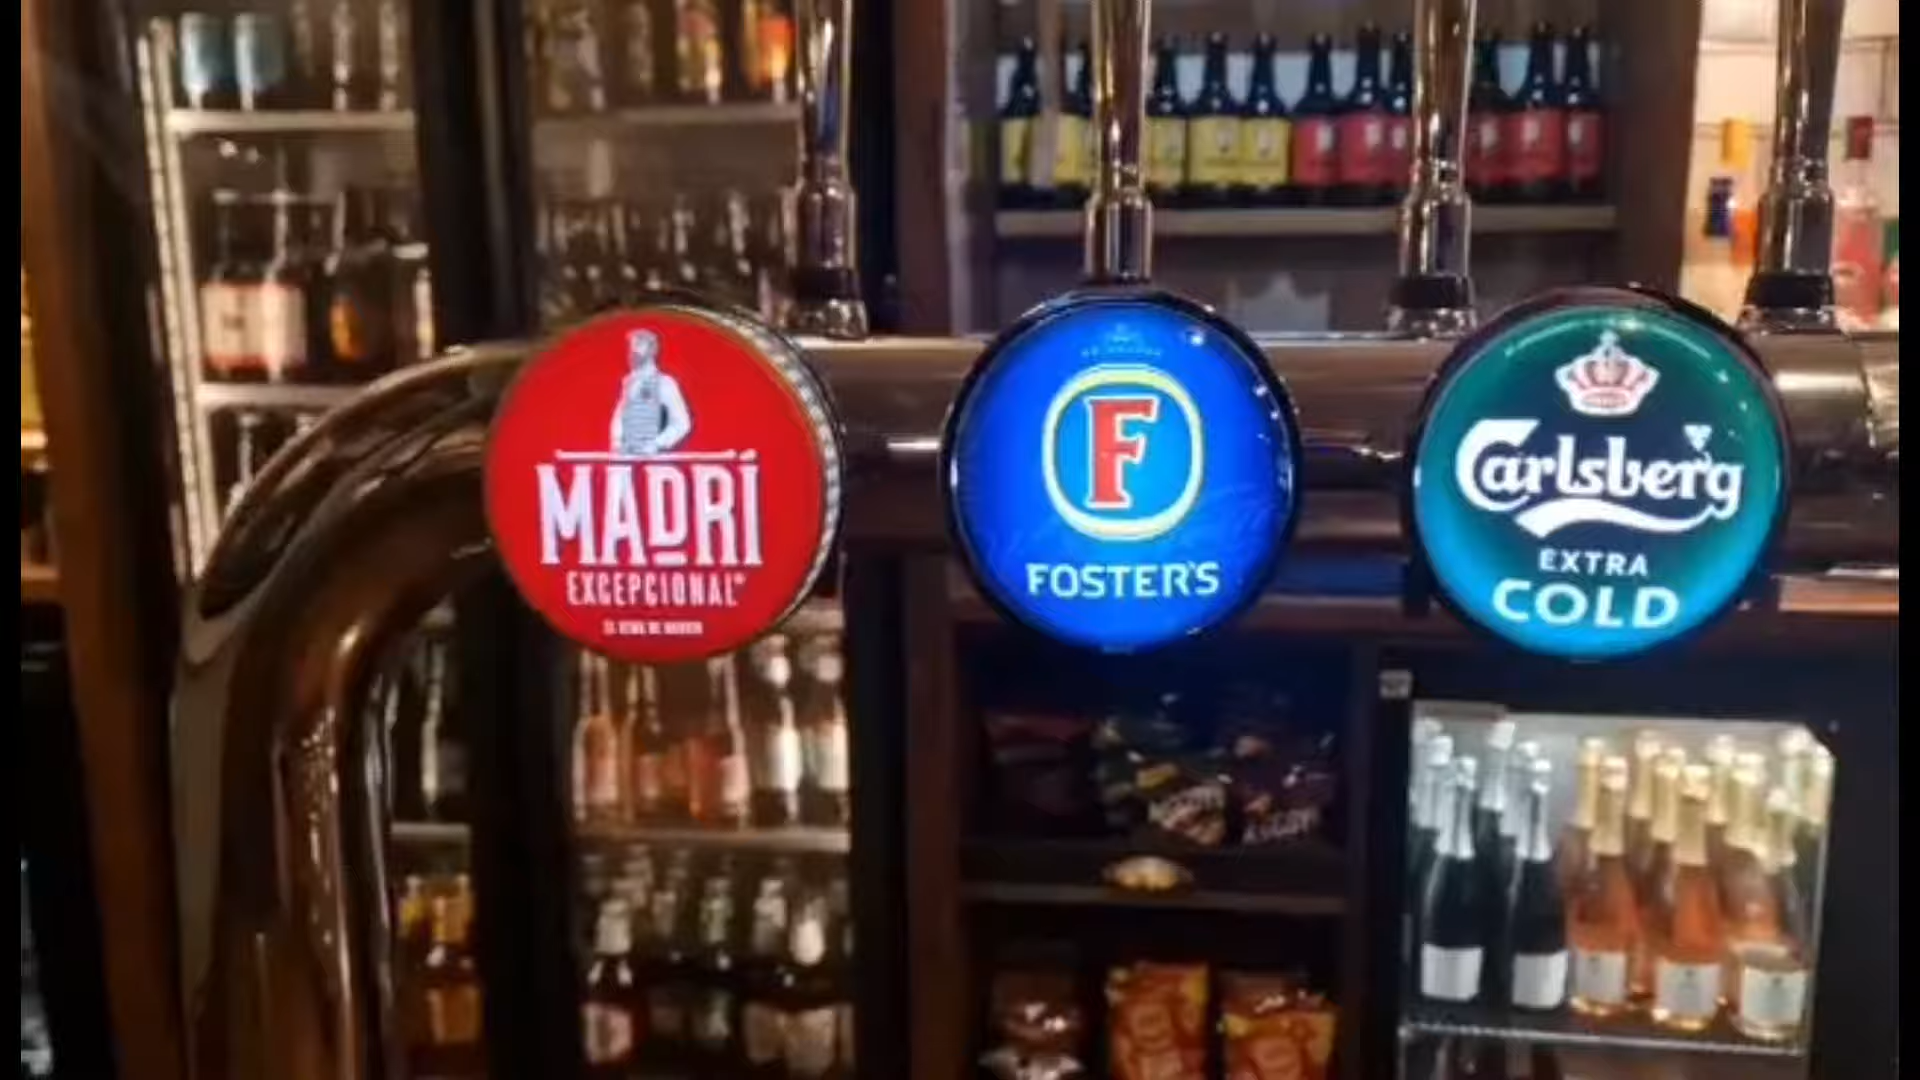 MADRÍ
EXCEPCIONAL
F
FOSTER'S
Carlsberg
EXTRA
COLD